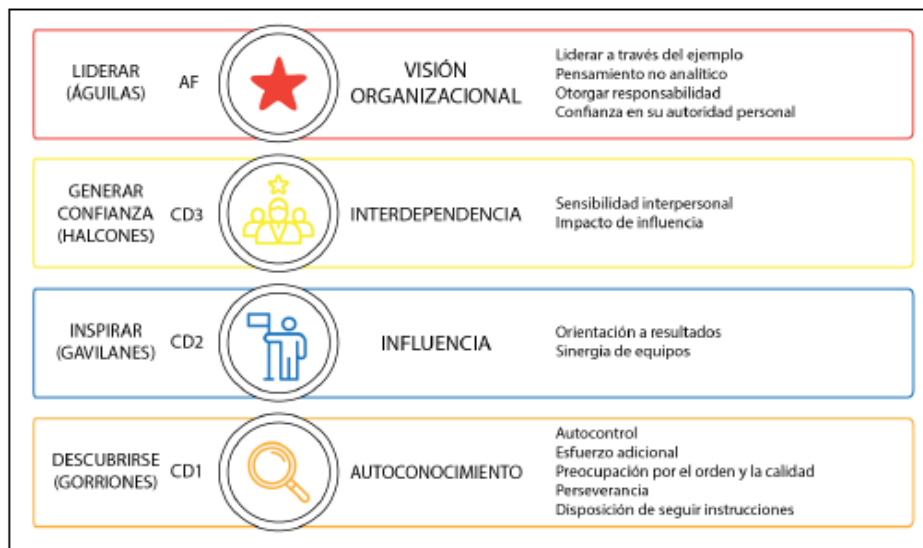 LIDERAR
(ÁGUILAS)
AF
VISIÓN
ORGANIZACIONAL
Liderar a través del ejemplo
Pensamiento no analítico
Otorgar responsabilidad
Confianza en su autoridad personal
GENERAR
CONFIANZA
(HALCONES)
CD3
INTERDEPENDENCIA
Sensibilidad interpersonal
Impacto de influencia
INSPIRAR
(GAVILANES)
CD2
INFLUENCIA
Orientación a resultados
Sinergia de equipos
DESCUBRIRSE
(GORRIONES)
CD1
AUTOCONOCIMIENTO
Autocontrol
Esfuerzo adicional
Preocupación por el orden y la calidad
Perseverancia
Disposición de seguir instrucciones